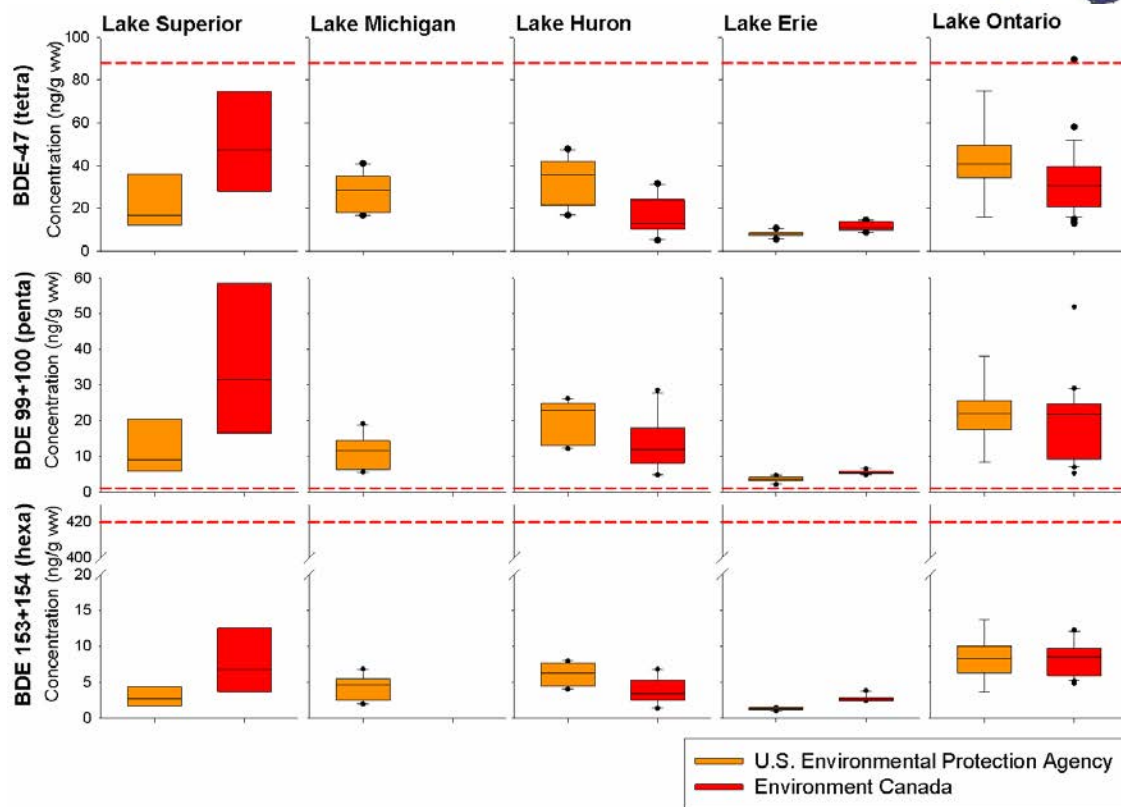 Lake Superior Lake Michigan Lake Huron Lake Erie Lake Ontario
BDE-47 (tetra)
Concentration (ng/g ww)
100
80
60
40
20
0
BDE 99+100 (penta)
Concentration (ng/g ww)
60
50
40
30
20
10
0
BDE 153+154 (hexa)
Concentration (ng/g ww)
420
400
20
15
10
5
0
U.S. Environmental Protection Agency
Environment Canada